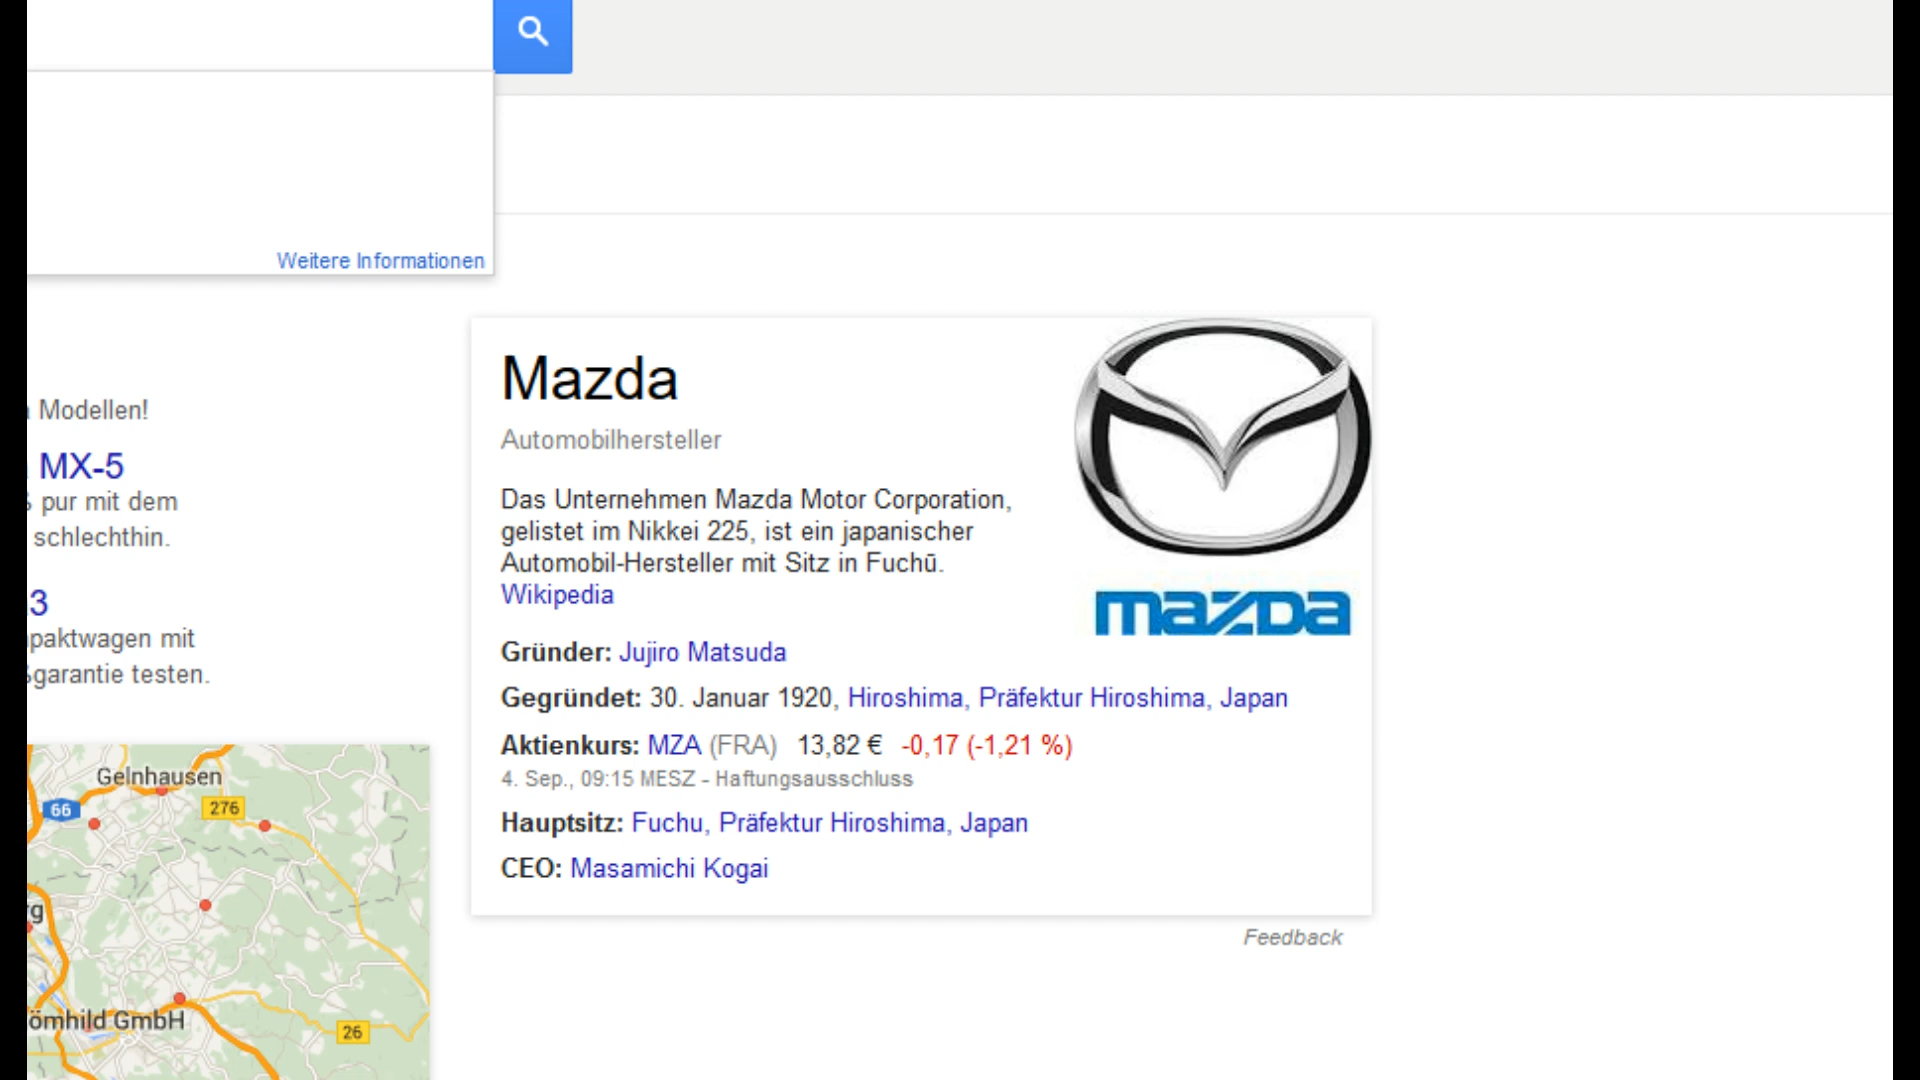 Weitere Informationen
Modellen!
MX-5
pur mit dem
schlechthin.
3
paktwagen mit
garantie testen.
Gelnhausen
66
276
g
ömhild GmbH
26
Mazda
Automobilhersteller
Das Unternehmen Mazda Motor Corporation,
gelistet im Nikkei 225, ist ein japanischer
Automobil-Hersteller mit Sitz in Fuchū.
Wikipedia
mazda
Gründer: Jujiro Matsuda
Gegründet: 30. Januar 1920, Hiroshima, Präfektur Hiroshima, Japan
Aktienkurs: MZA (FRA) 13,82 € -0,17 (-1,21 %)
4. Sep., 09:15 MESZ - Haftungsausschluss
Hauptsitz: Fuchu, Präfektur Hiroshima, Japan
CEO: Masamichi Kogai
Feedback